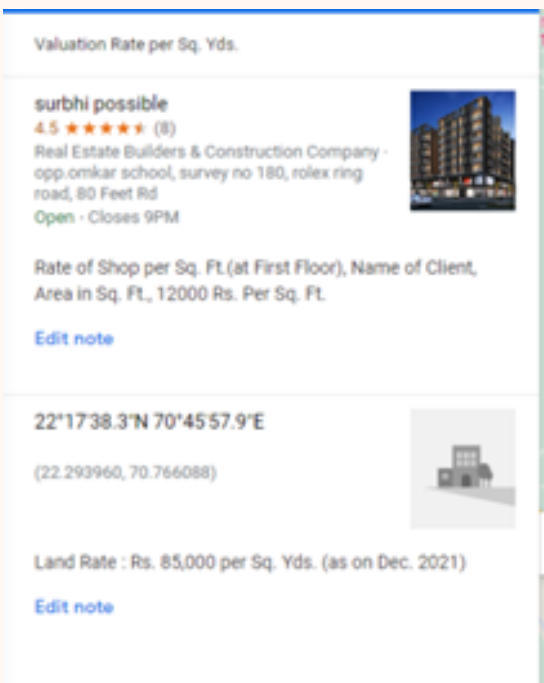 Valuation Rate per Sq. Yds.
surbhi possible
4.5 ★★★★★ (8)
Real Estate Builders & Construction Company ·
opp.omkar school, survey no 180, rolex ring
road, 80 Feet Rd
Open · Closes 9PM
Rate of Shop per Sq. Ft.(at First Floor), Name of Client,
Area in Sq. Ft., 12000 Rs. Per Sq. Ft.
Edit note
22°17'38.3"N 70°45'57.9"E
(22.293960, 70.766088)
Land Rate : Rs. 85,000 per Sq. Yds. (as on Dec. 2021)
Edit note